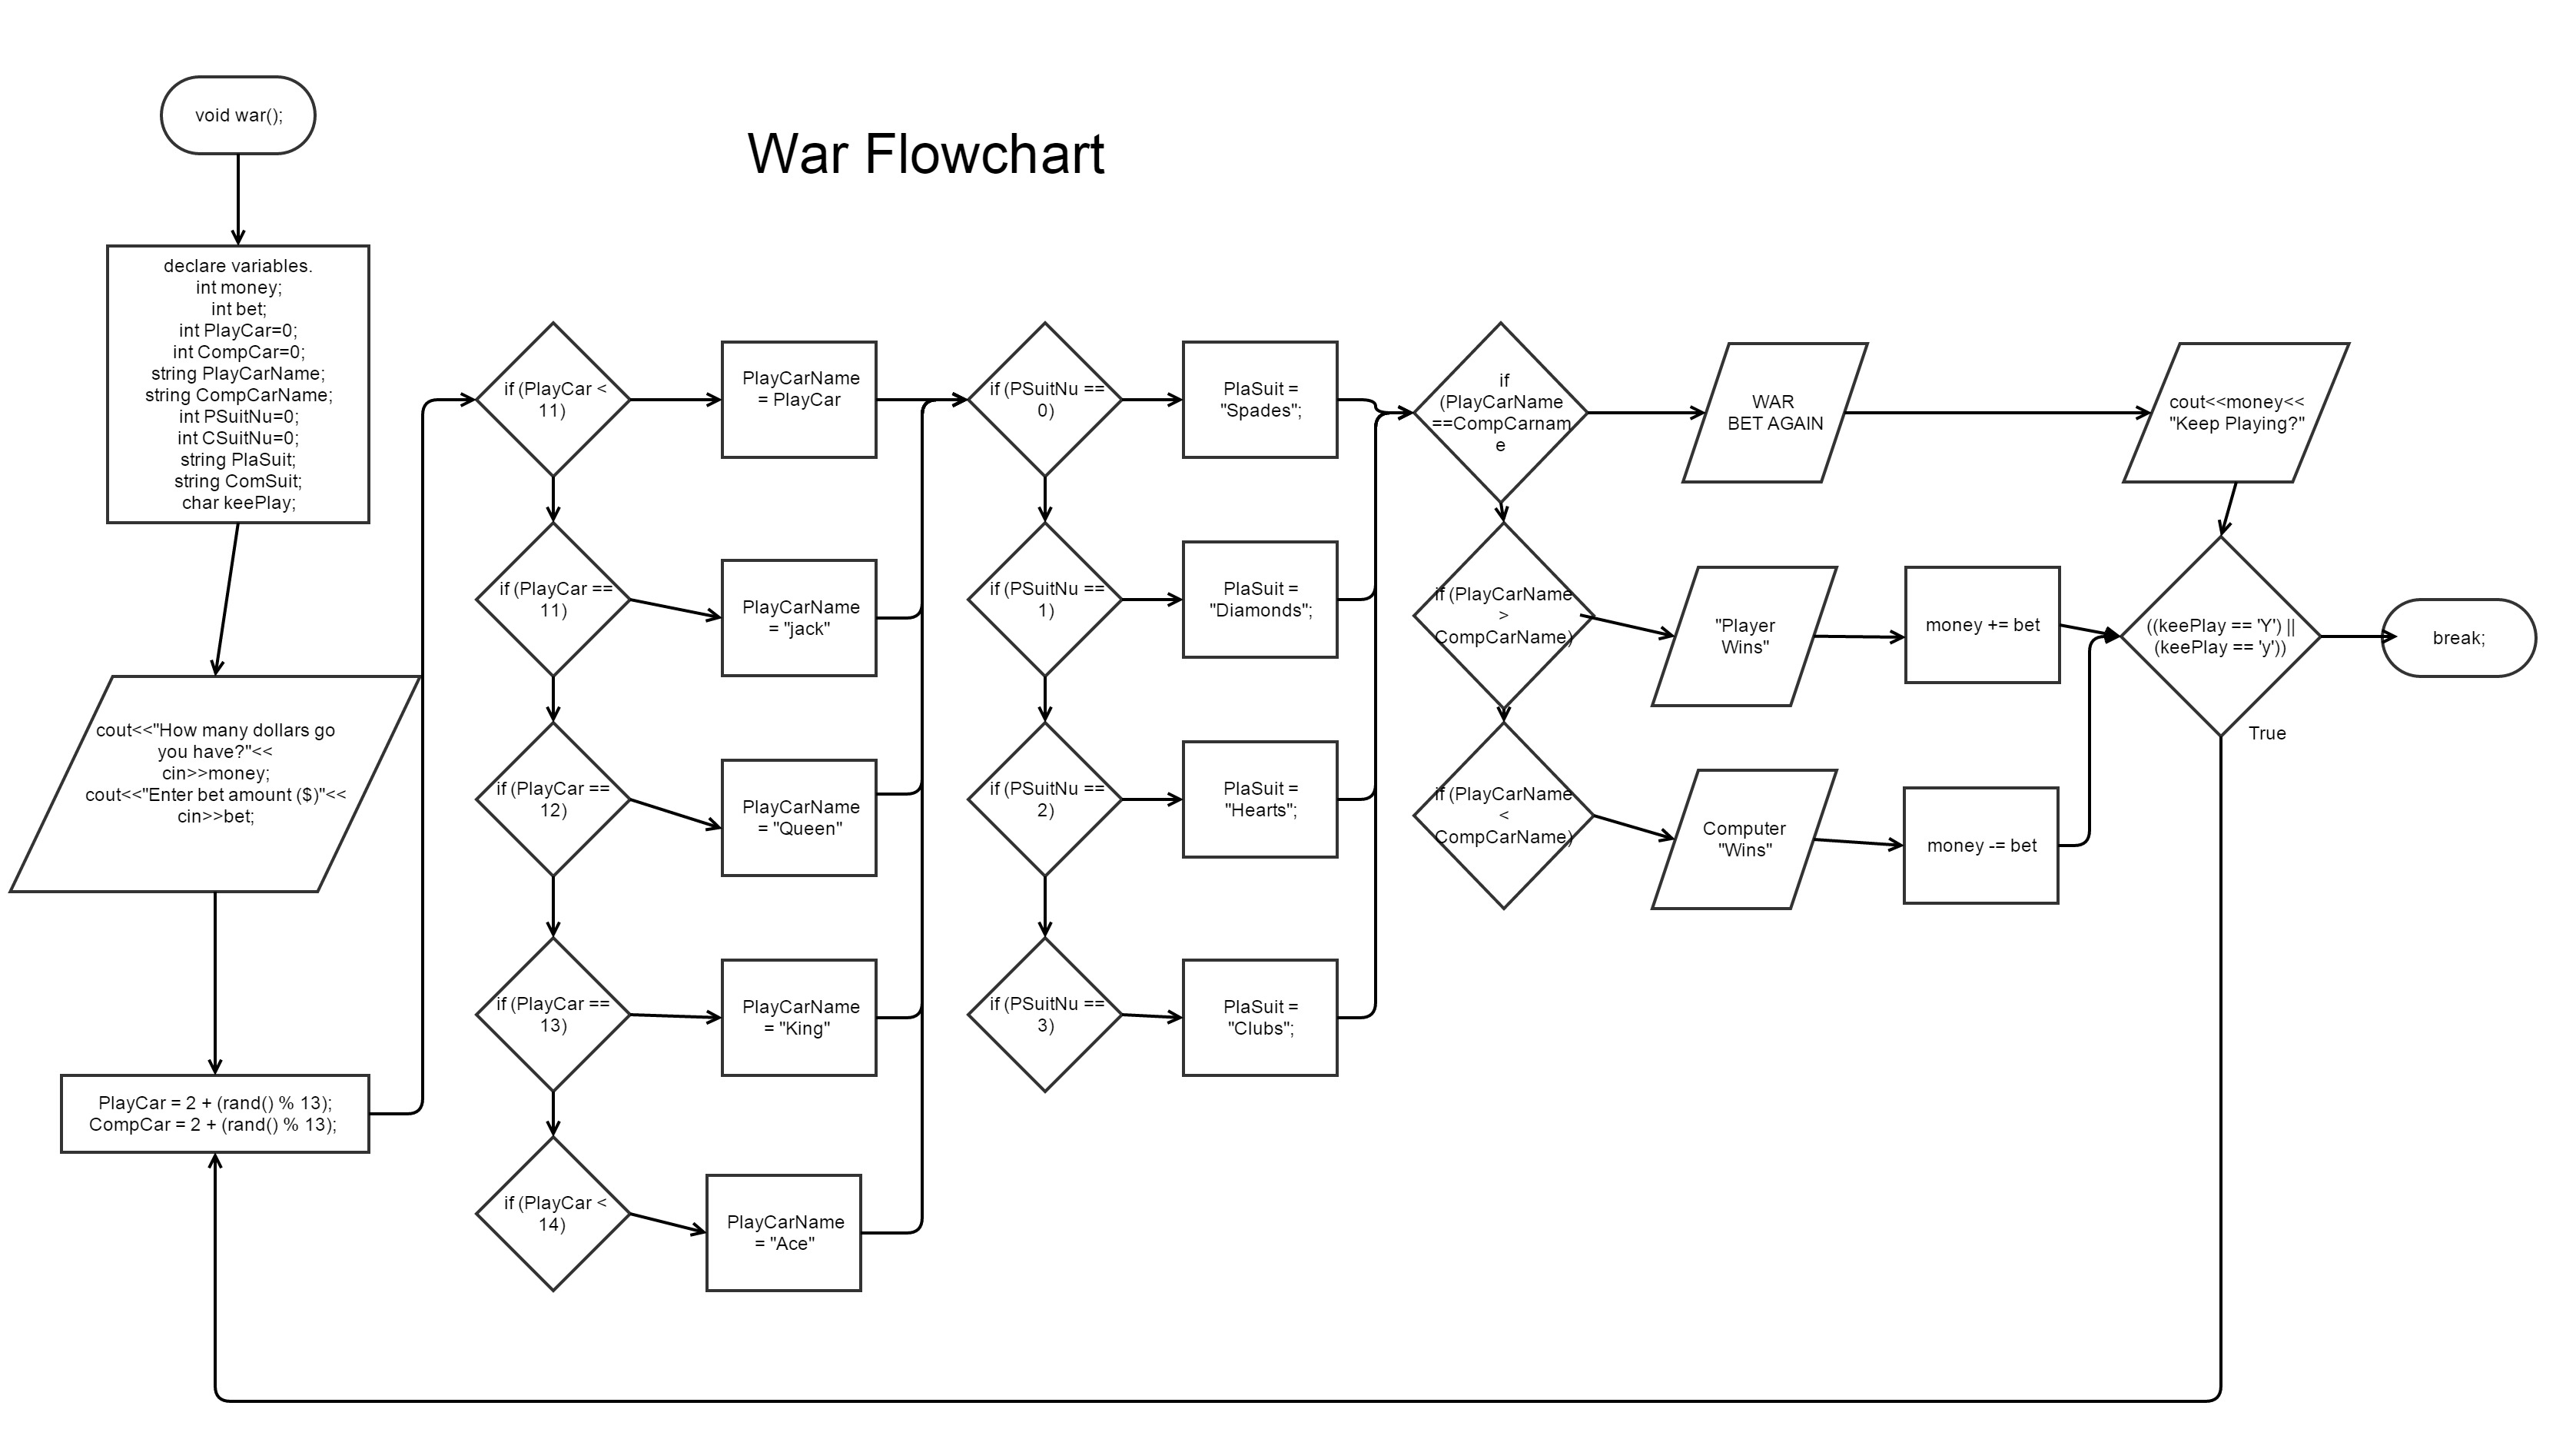 void war();
War Flowchart
declare variables.
int money;
int bet;
int PlayCar=0;
int CompCar=0;
string PlayCarName;
string CompCarName;
int PSuitNu=0;
int CSuitNu=0;
string PlaSuit;
string ComSuit;
char keePlay;
cout<<"How many dollars go
you have?"<<
cin>>money;
cout<<"Enter bet amount ($)"<<
cin>>bet;
PlayCar = 2 + (rand() % 13);
CompCar = 2 + (rand() % 13);
if (PlayCar <
11)
PlayCarName
= PlayCar
if (PlayCar ==
11)
PlayCarName
= "jack"
if (PlayCar ==
12)
PlayCarName
= "Queen"
if (PlayCar ==
13)
PlayCarName
= "King"
if (PlayCar <
14)
PlayCarName
= "Ace"
if (PSuitNu ==
0)
PlaSuit =
"Spades";
if (PSuitNu ==
1)
PlaSuit =
"Diamonds";
if (PSuitNu ==
2)
PlaSuit =
"Hearts";
if (PSuitNu ==
3)
PlaSuit =
"Clubs";
if
(PlayCarName
==CompCarnam
e
WAR
BET AGAIN
cout<<money<<
"Keep Playing?"
if (PlayCarName
>
CompCarName)
"Player
Wins"
money += bet
if (PlayCarName
<
CompCarName)
Computer
"Wins"
money -= bet
((keePlay == 'Y') ||
(keePlay == 'y'))
True
break;